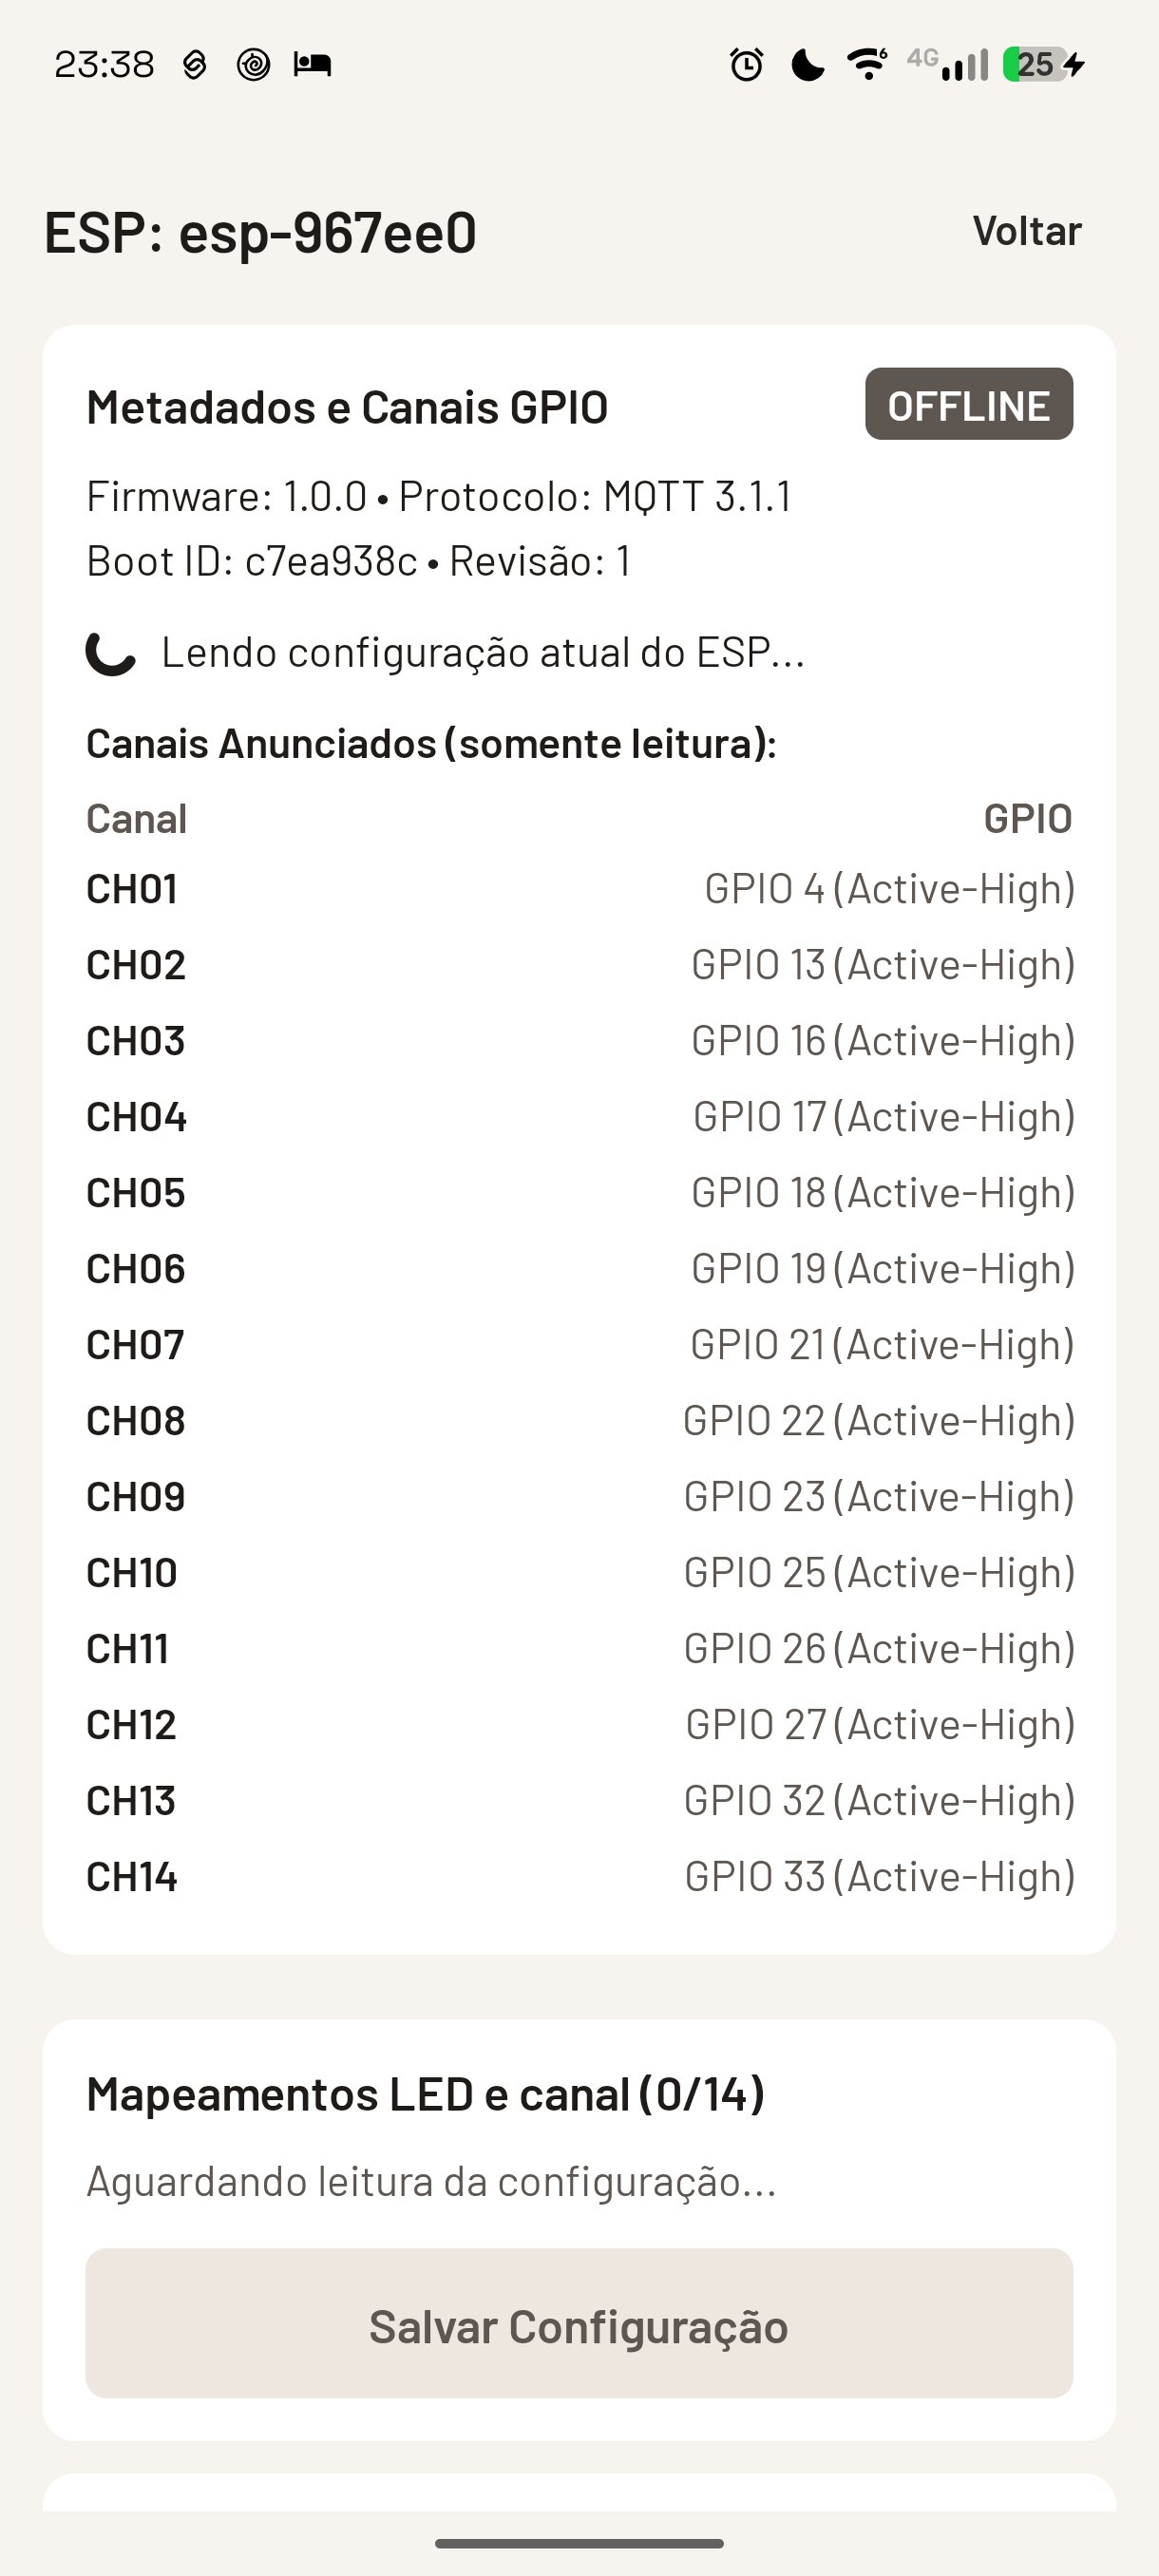 23:38
6 4G 25
ESP: esp-967ee0 Voltar
Metadados e Canais GPIO OFFLINE
Firmware: 1.0.0 • Protocolo: MQTT 3.1.1
Boot ID: c7ea938c • Revisão: 1
Lendo configuração atual do ESP...
Canais Anunciados (somente leitura):
Canal GPIO
CH01 GPIO 4 (Active-High)
CH02 GPIO 13 (Active-High)
CH03 GPIO 16 (Active-High)
CH04 GPIO 17 (Active-High)
CH05 GPIO 18 (Active-High)
CH06 GPIO 19 (Active-High)
CH07 GPIO 21 (Active-High)
CH08 GPIO 22 (Active-High)
CH09 GPIO 23 (Active-High)
CH10 GPIO 25 (Active-High)
CH11 GPIO 26 (Active-High)
CH12 GPIO 27 (Active-High)
CH13 GPIO 32 (Active-High)
CH14 GPIO 33 (Active-High)
Mapeamentos LED e canal (0/14)
Aguardando leitura da configuração...
Salvar Configuração